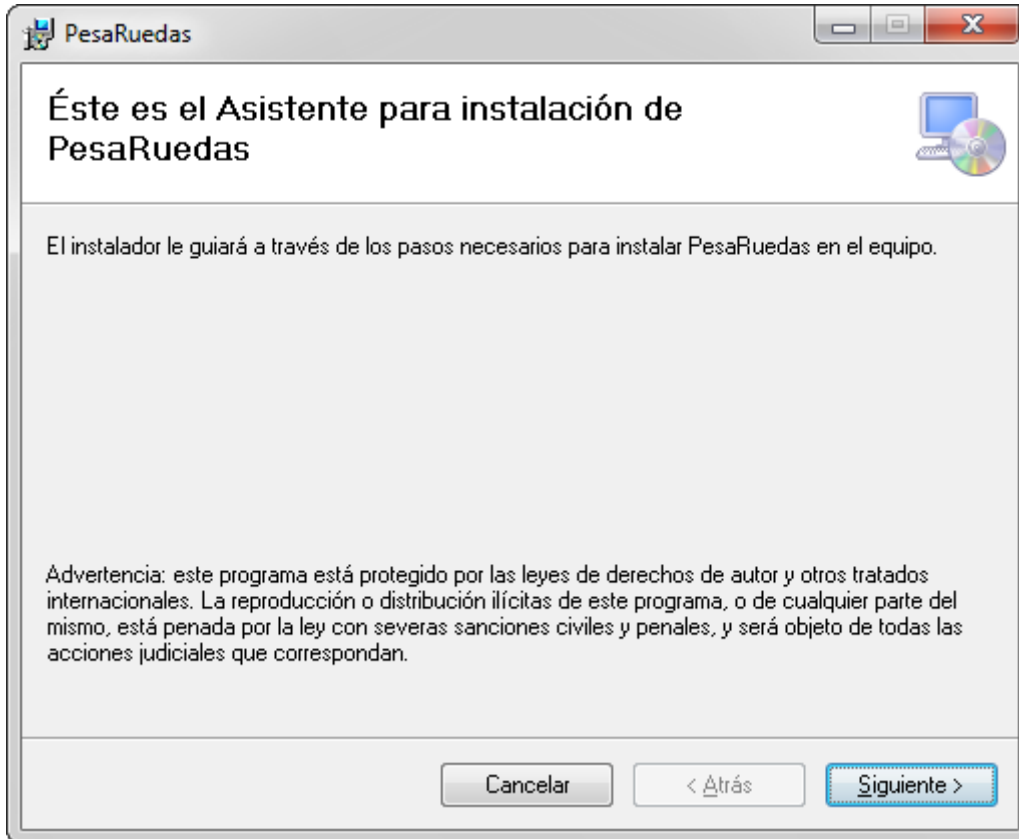 PesaRuedas
Éste es el Asistente para instalación de
PesaRuedas
El instalador le guiará a través de los pasos necesarios para instalar PesaRuedas en el equipo.
Advertencia: este programa está protegido por las leyes de derechos de autor y otros tratados
internacionales. La reproducción o distribución ilícitas de este programa, o de cualquier parte del
mismo, está penada por la ley con severas sanciones civiles y penales, y será objeto de todas las
acciones judiciales que correspondan.
Cancelar
< Atrás
Siguiente >